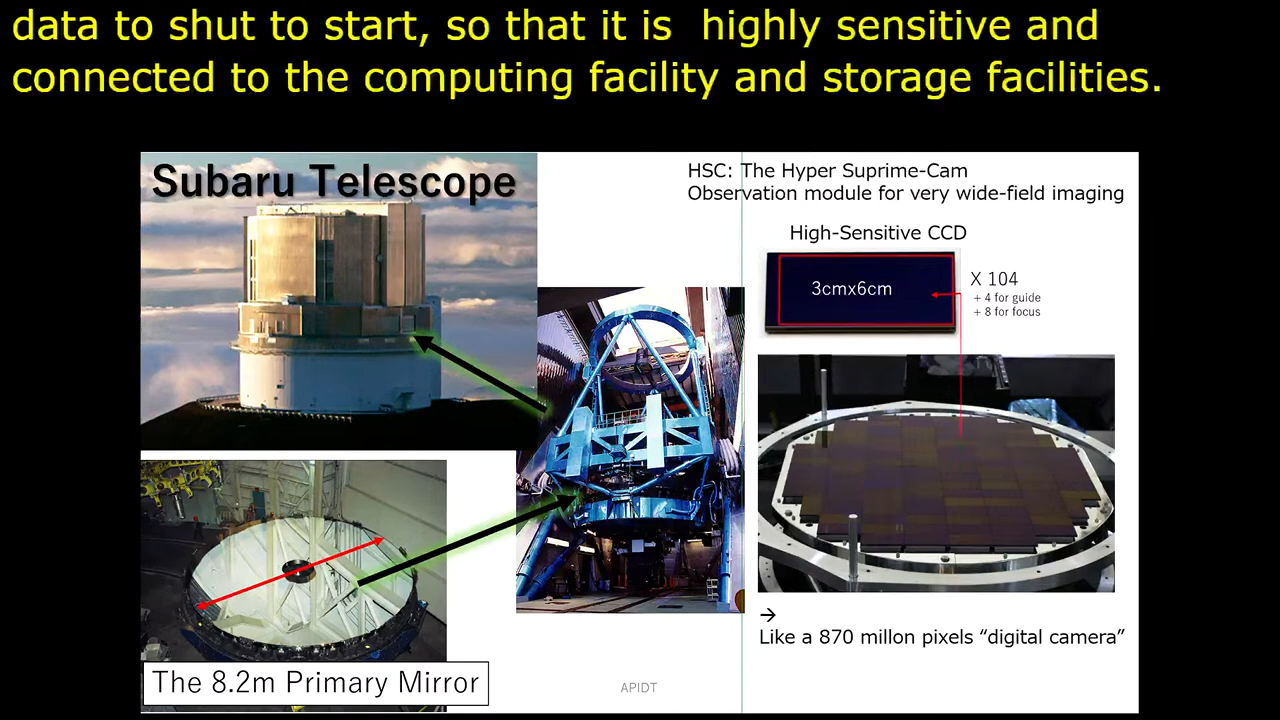 data to shut to start, so that it is highly sensitive and
connected to the computing facility and storage facilities.
Subaru Telescope
HSC: The Hyper Suprime-Cam
Observation module for very wide-field imaging
High-Sensitive CCD
3cmx6cm
X 104
+ 4 for guide
+ 8 for focus
→
Like a 870 millon pixels “digital camera”
The 8.2m Primary Mirror
APIDT